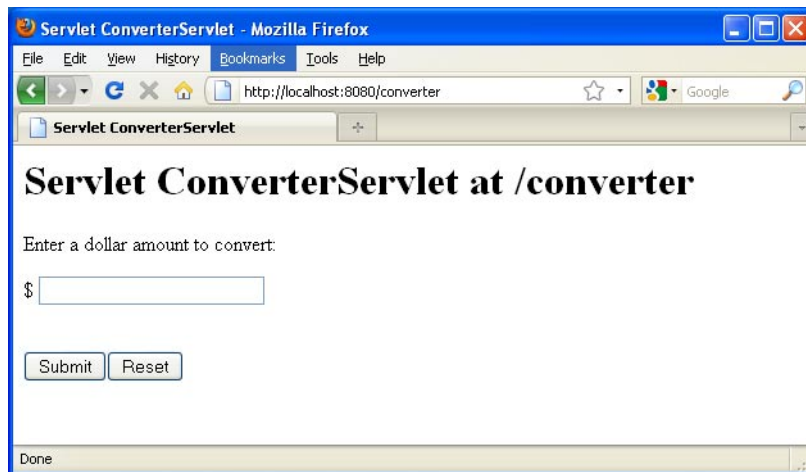 Servlet ConverterServlet - Mozilla Firefox
File Edit View History Bookmarks Tools Help
http://localhost:8080/converter Google
Servlet ConverterServlet
Servlet ConverterServlet at /converter
Enter a dollar amount to convert:
$
Submit Reset
Done